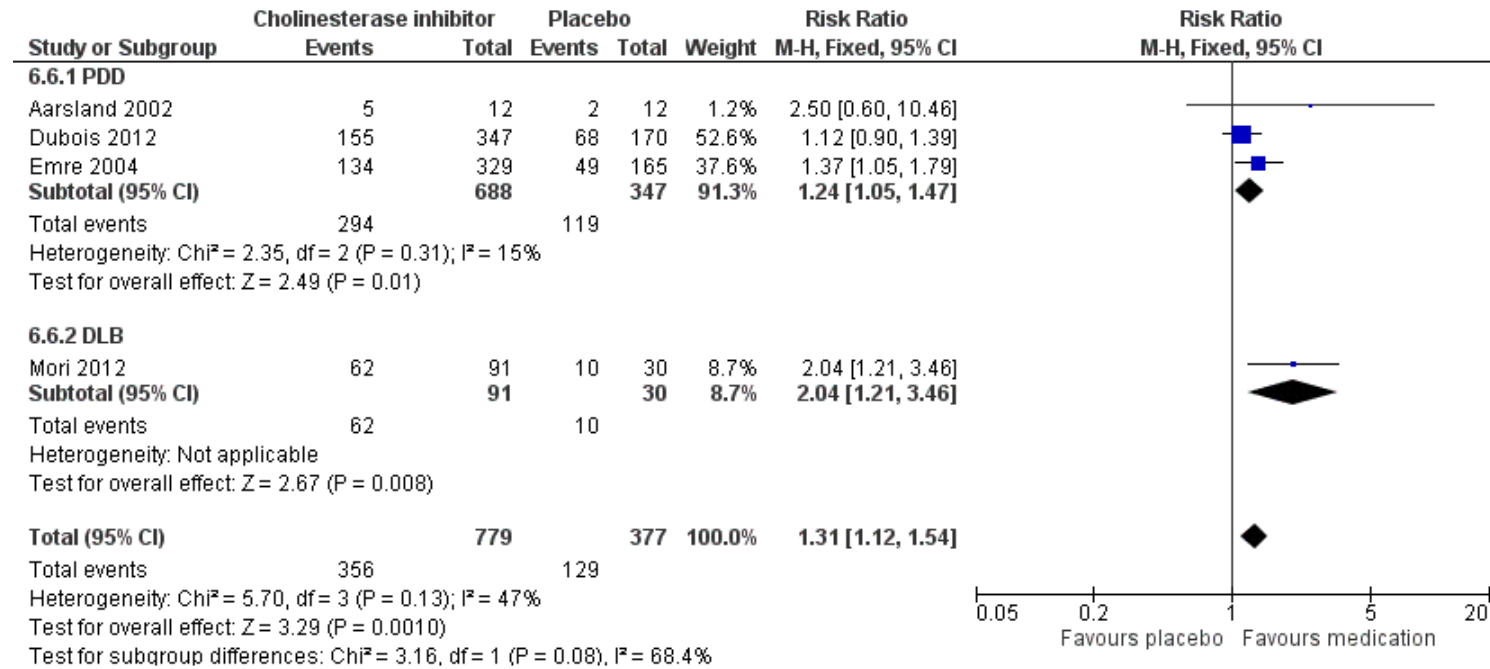 Cholinesterase inhibitor Placebo Risk Ratio Risk Ratio
Study or Subgroup Events Total Events Total Weight M-H, Fixed, 95% CI M-H, Fixed, 95% CI
6.6.1 PDD
Aarsland 2002 5 12 2 12 1.2% 2.50 [0.60, 10.46]
Dubois 2012 155 347 68 170 52.6% 1.12 [0.90, 1.39]
Emre 2004 134 329 49 165 37.6% 1.37 [1.05, 1.79]
Subtotal (95% CI) 688 347 91.3% 1.24 [1.05, 1.47]
Total events 294 119
Heterogeneity: Chi² = 2.35, df = 2 (P = 0.31); I² = 15%
Test for overall effect: Z = 2.49 (P = 0.01)
6.6.2 DLB
Mori 2012 62 91 10 30 8.7% 2.04 [1.21, 3.46]
Subtotal (95% CI) 91 30 8.7% 2.04 [1.21, 3.46]
Total events 62 10
Heterogeneity: Not applicable
Test for overall effect: Z = 2.67 (P = 0.008)
Total (95% CI) 779 377 100.0% 1.31 [1.12, 1.54]
Total events 356 129
Heterogeneity: Chi² = 5.70, df = 3 (P = 0.13); I² = 47%
Test for overall effect: Z = 3.29 (P = 0.0010)
Test for subgroup differences: Chi² = 3.16, df = 1 (P = 0.08), I² = 68.4%
0.05 0.2 1 5 20
Favours placebo Favours medication